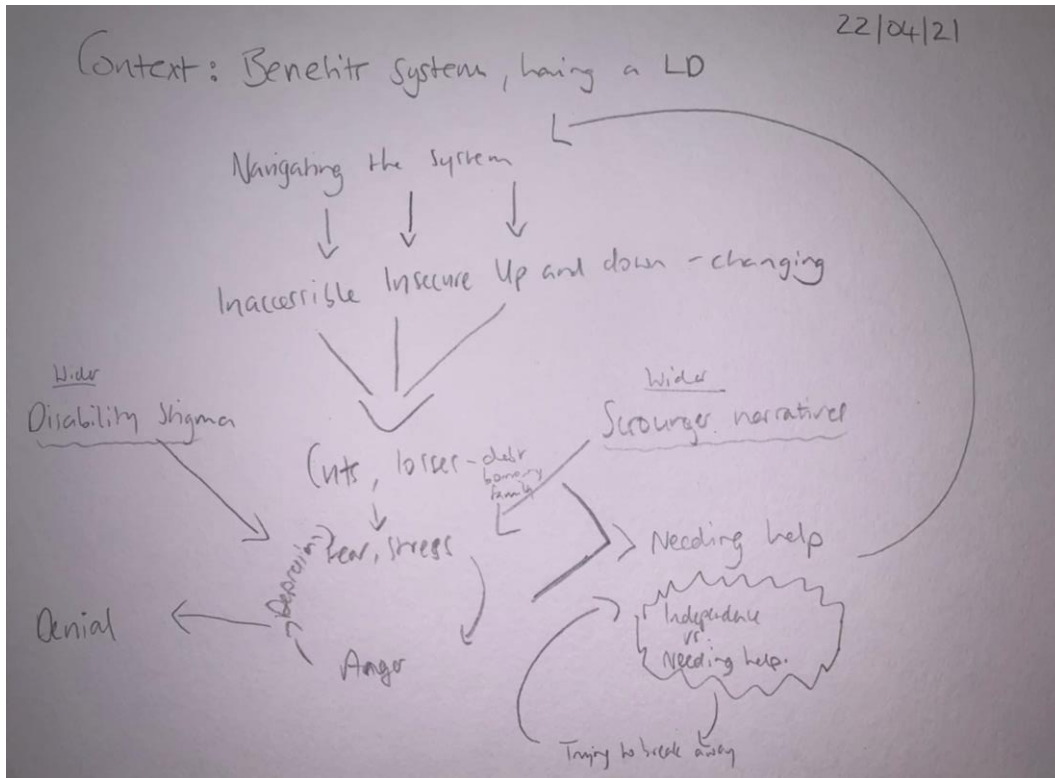 22/04/21
Context: Benefits system, having a LD
Navigating the system
Inaccessible Insecure Up and down - changing
Wider
Disability stigma
Wider
Scrounger narratives
Cuts, losses - debt
borrowing
family
Fear, stress
Depression
Anger
Denial
Needing help
Independence
vs.
Needing help.
Trying to break away